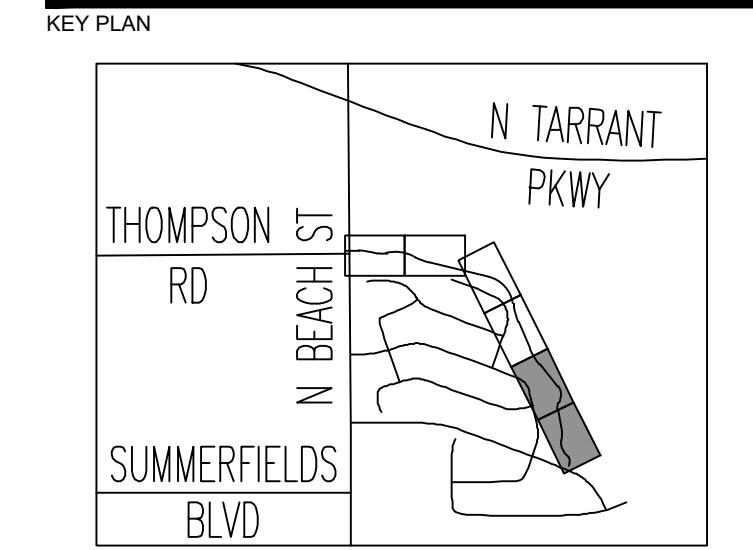 KEY PLAN
N TARRANT
PKWY
THOMPSON
RD
N BEACH ST
SUMMERFIELDS
BLVD